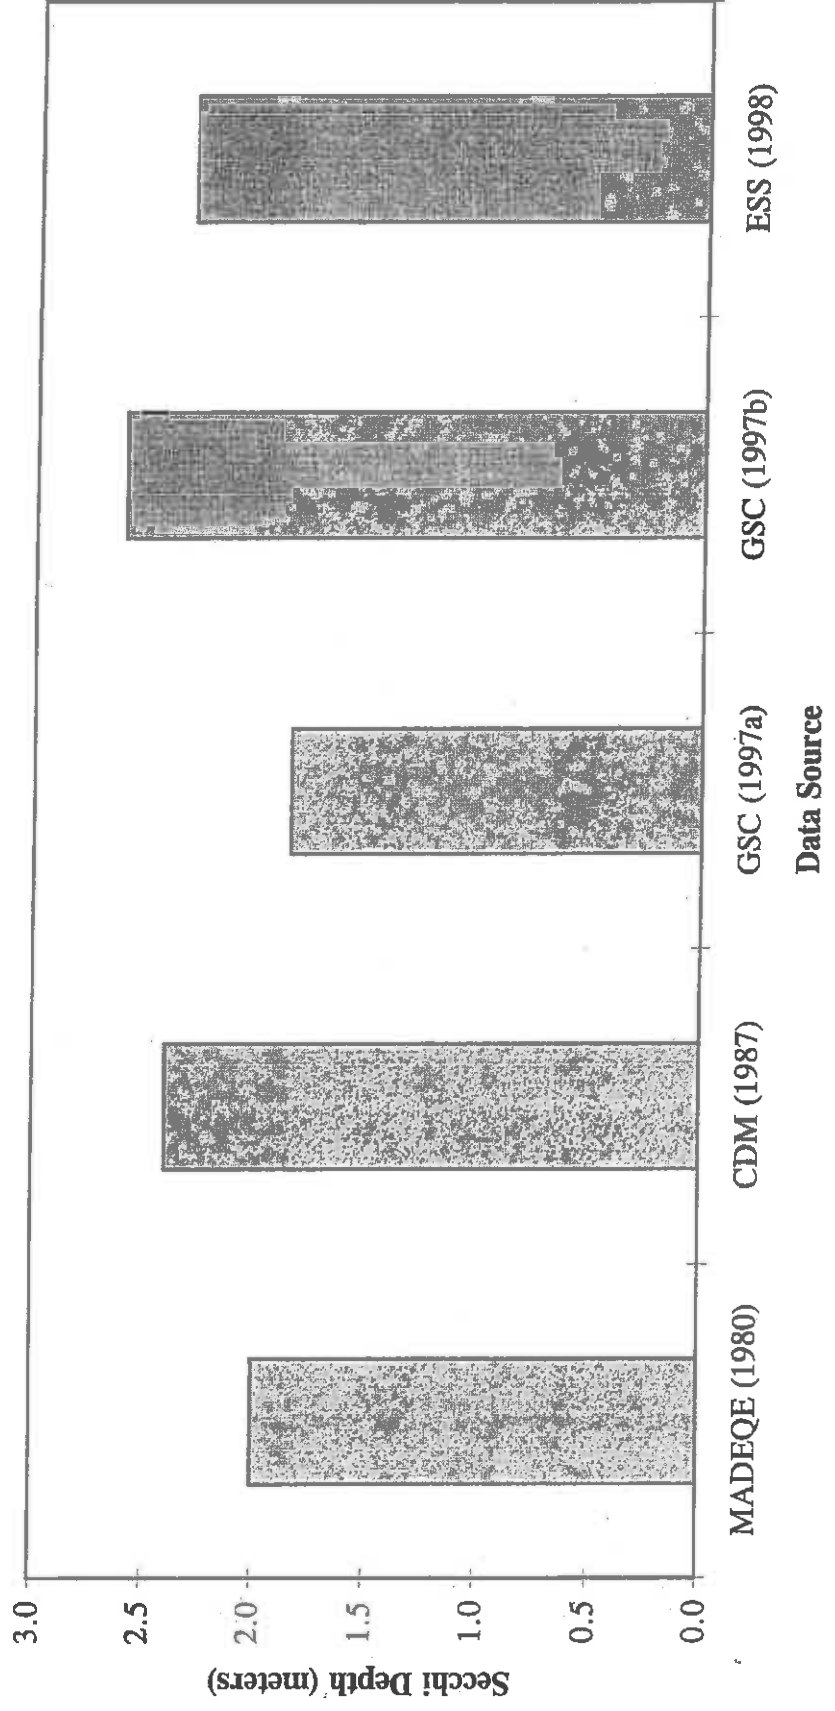 Secchi Depth (meters)
3.0
2.5
2.0
1.5
1.0
0.5
0.0
MADEQE (1980)
CDM (1987)
GSC (1997a)
GSC (1997b)
ESS (1998)
Data Source